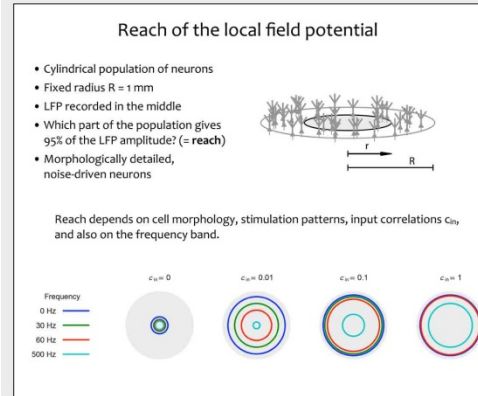 Reach of the local field potential
• Cylindrical population of neurons
• Fixed radius R = 1 mm
• LFP recorded in the middle
• Which part of the population gives
95% of the LFP amplitude? (= reach)
• Morphologically detailed,
noise-driven neurons
r
R
Reach depends on cell morphology, stimulation patterns, input correlations cin,
and also on the frequency band.
cin = 0 cin = 0.01 cin = 0.1 cin = 1
Frequency
0 Hz
30 Hz
60 Hz
500 Hz